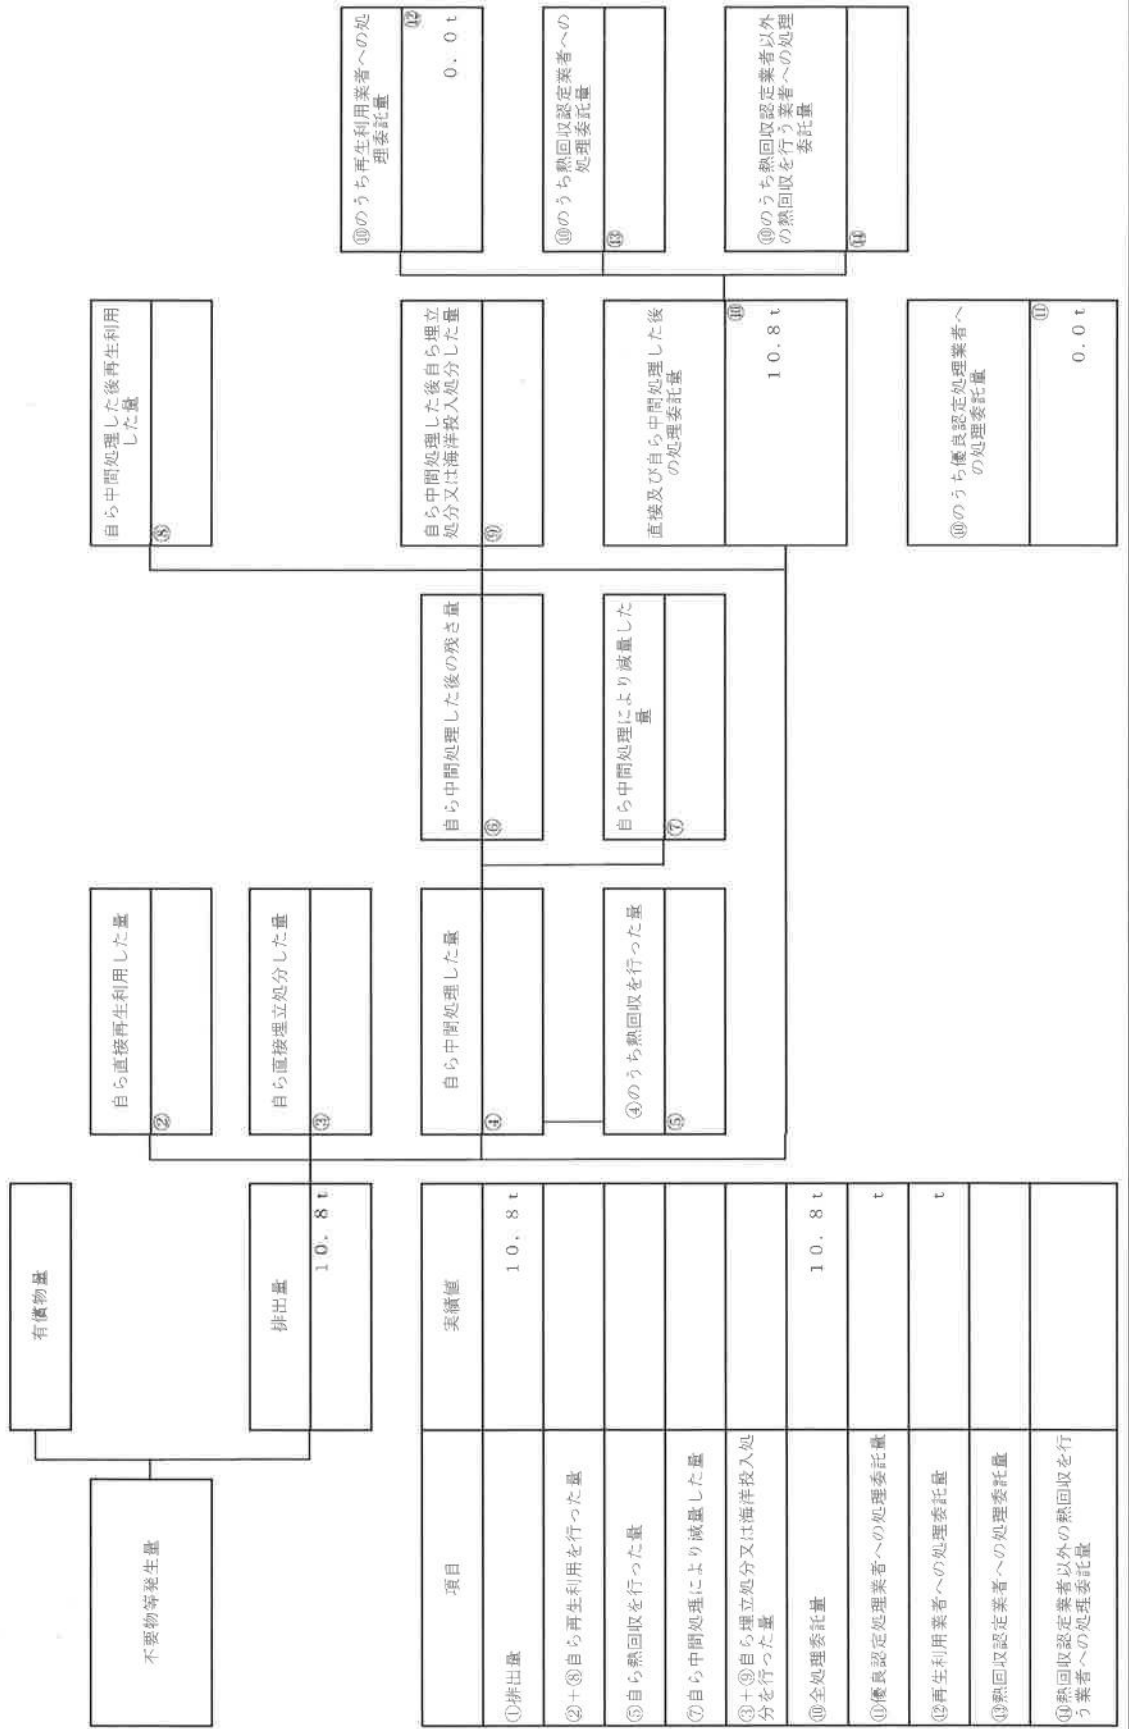 不要物等発生量
有償物量
排出量
10.8t
自ら直接再生利用した量
②
自ら直接埋立処分した量
③
自ら中間処理した量
④
④のうち熱回収を行った量
⑤
自ら中間処理した後の残さ量
⑥
自ら中間処理により減量した
量
⑦
自ら中間処理した後再生利用
した量
⑧
自ら中間処理した後自ら埋立
処分又は海洋投入処分した量
⑨
直接及び自ら中間処理した後
の処理委託量
⑩
10.8t
⑩のうち優良認定処理業者へ
の処理委託量
⑪
0.0t
⑩のうち再生利用業者への処
理委託量
⑫
0.0t
⑩のうち熱回収認定業者への
処理委託量
⑬
⑩のうち熱回収認定業者以外
の熱回収を行う業者への処理
委託量
⑭
項目 実績値
①排出量 10.8t
②+⑧自ら再生利用を行った量
⑤自ら熱回収を行った量
⑦自ら中間処理により減量した量
③+⑨自ら埋立処分又は海洋投入処
分を行った量
⑩全処理委託量 10.8t
⑪優良認定処理業者への処理委託量 t
⑫再生利用業者への処理委託量 t
⑬熱回収認定業者への処理委託量
⑭熱回収認定業者以外の熱回収を行
う業者への処理委託量